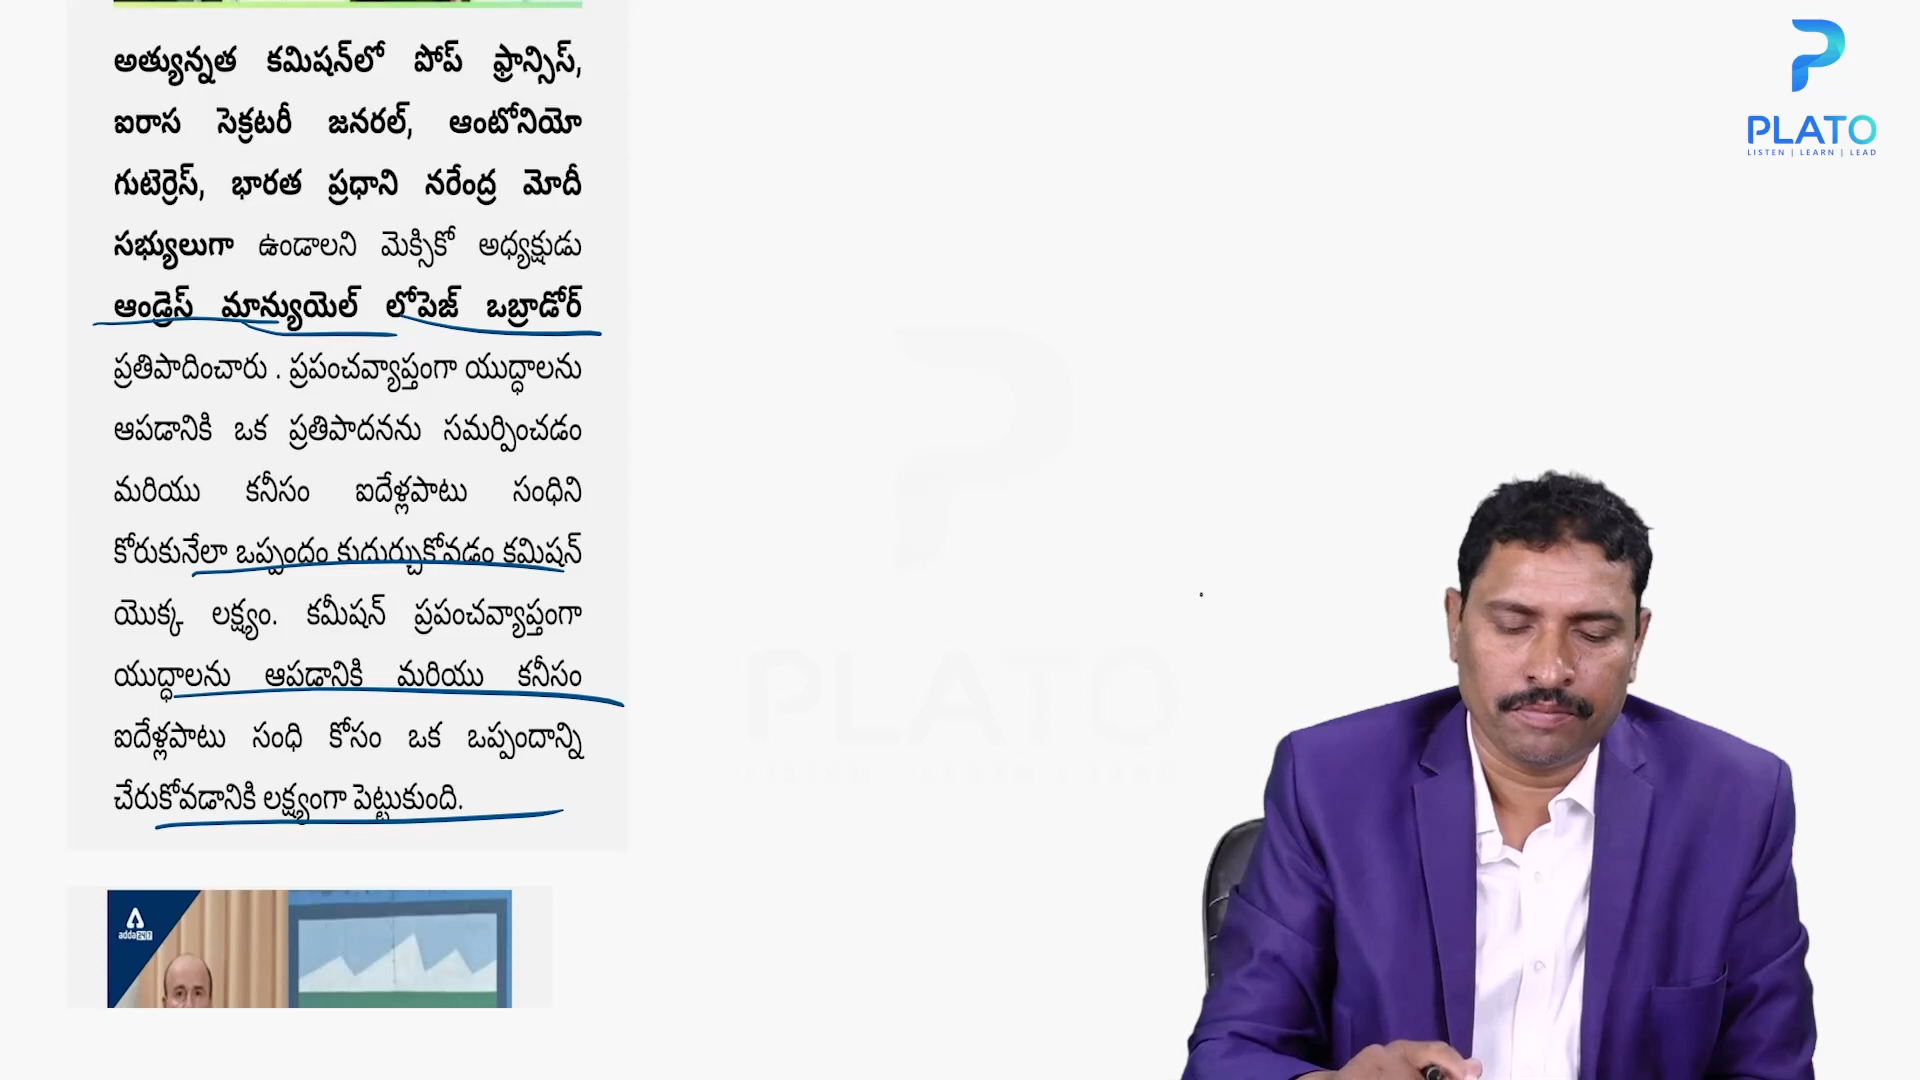 అత్యున్నత కమిషన్‌లో పోప్ ఫ్రాన్సిస్,
ఐరాస సెక్రటరీ జనరల్, ఆంటోనియో
గుటెర్రెస్, భారత ప్రధాని నరేంద్ర మోదీ
సభ్యులుగా ఉండాలని మెక్సికో అధ్యక్షుడు
ఆండ్రెస్ మాన్యుయెల్ లోపెజ్ ఒబ్రాడోర్
ప్రతిపాదించారు . ప్రపంచవ్యాప్తంగా యుద్ధాలను
ఆపడానికి ఒక ప్రతిపాదనను సమర్పించడం
మరియు కనీసం ఐదేళ్లపాటు సంధిని
కోరుకునేలా ఒప్పందం కుదుర్చుకోవడం కమిషన్
యొక్క లక్ష్యం. కమీషన్ ప్రపంచవ్యాప్తంగా
యుద్ధాలను ఆపడానికి మరియు కనీసం
ఐదేళ్లపాటు సంధి కోసం ఒక ఒప్పందాన్ని
చేరుకోవడానికి లక్ష్యంగా పెట్టుకుంది.
adda247
PLATO
LISTEN | LEARN | LEAD
PLATO